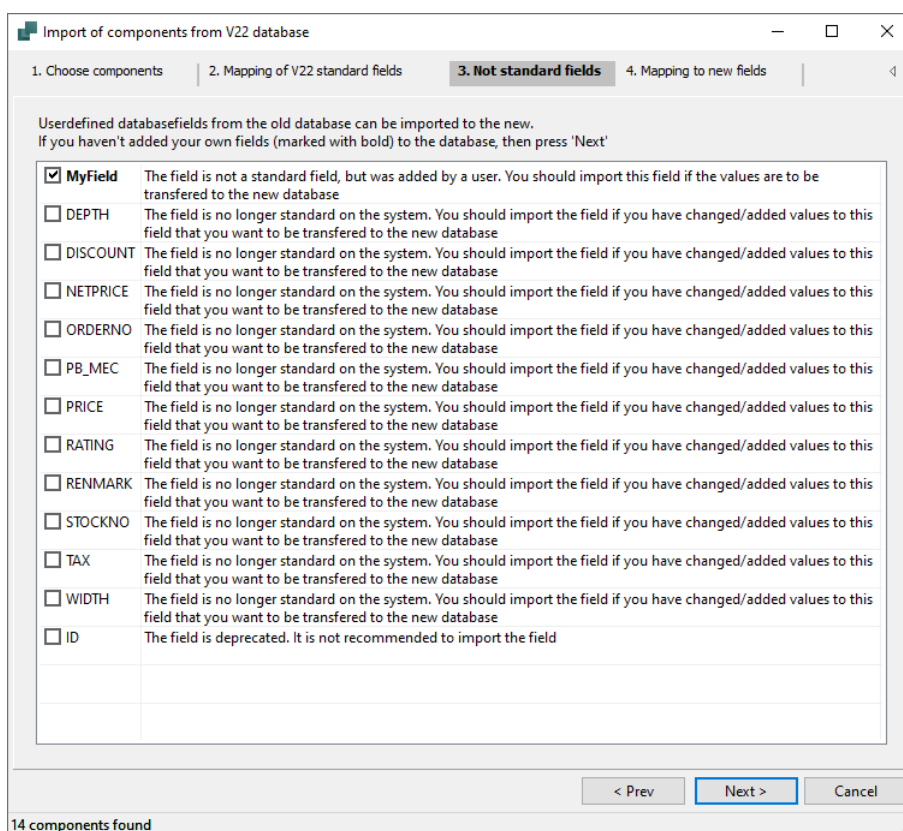 Import of components from V22 database
1. Choose components
2. Mapping of V22 standard fields
3. Not standard fields
4. Mapping to new fields
Userdefined databasefields from the old database can be imported to the new.
If you haven't added your own fields (marked with bold) to the database, then press 'Next'
MyField The field is not a standard field, but was added by a user. You should import this field if the values are to be
transfered to the new database
DEPTH The field is no longer standard on the system. You should import the field if you have changed/added values to this
field that you want to be transfered to the new database
DISCOUNT The field is no longer standard on the system. You should import the field if you have changed/added values to this
field that you want to be transfered to the new database
NETPRICE The field is no longer standard on the system. You should import the field if you have changed/added values to this
field that you want to be transfered to the new database
ORDERNO The field is no longer standard on the system. You should import the field if you have changed/added values to this
field that you want to be transfered to the new database
PB_MEC The field is no longer standard on the system. You should import the field if you have changed/added values to this
field that you want to be transfered to the new database
PRICE The field is no longer standard on the system. You should import the field if you have changed/added values to this
field that you want to be transfered to the new database
RATING The field is no longer standard on the system. You should import the field if you have changed/added values to this
field that you want to be transfered to the new database
RENMARK The field is no longer standard on the system. You should import the field if you have changed/added values to this
field that you want to be transfered to the new database
STOCKNO The field is no longer standard on the system. You should import the field if you have changed/added values to this
field that you want to be transfered to the new database
TAX The field is no longer standard on the system. You should import the field if you have changed/added values to this
field that you want to be transfered to the new database
WIDTH The field is no longer standard on the system. You should import the field if you have changed/added values to this
field that you want to be transfered to the new database
ID The field is deprecated. It is not recommended to import the field
< Prev
Next >
Cancel
14 components found